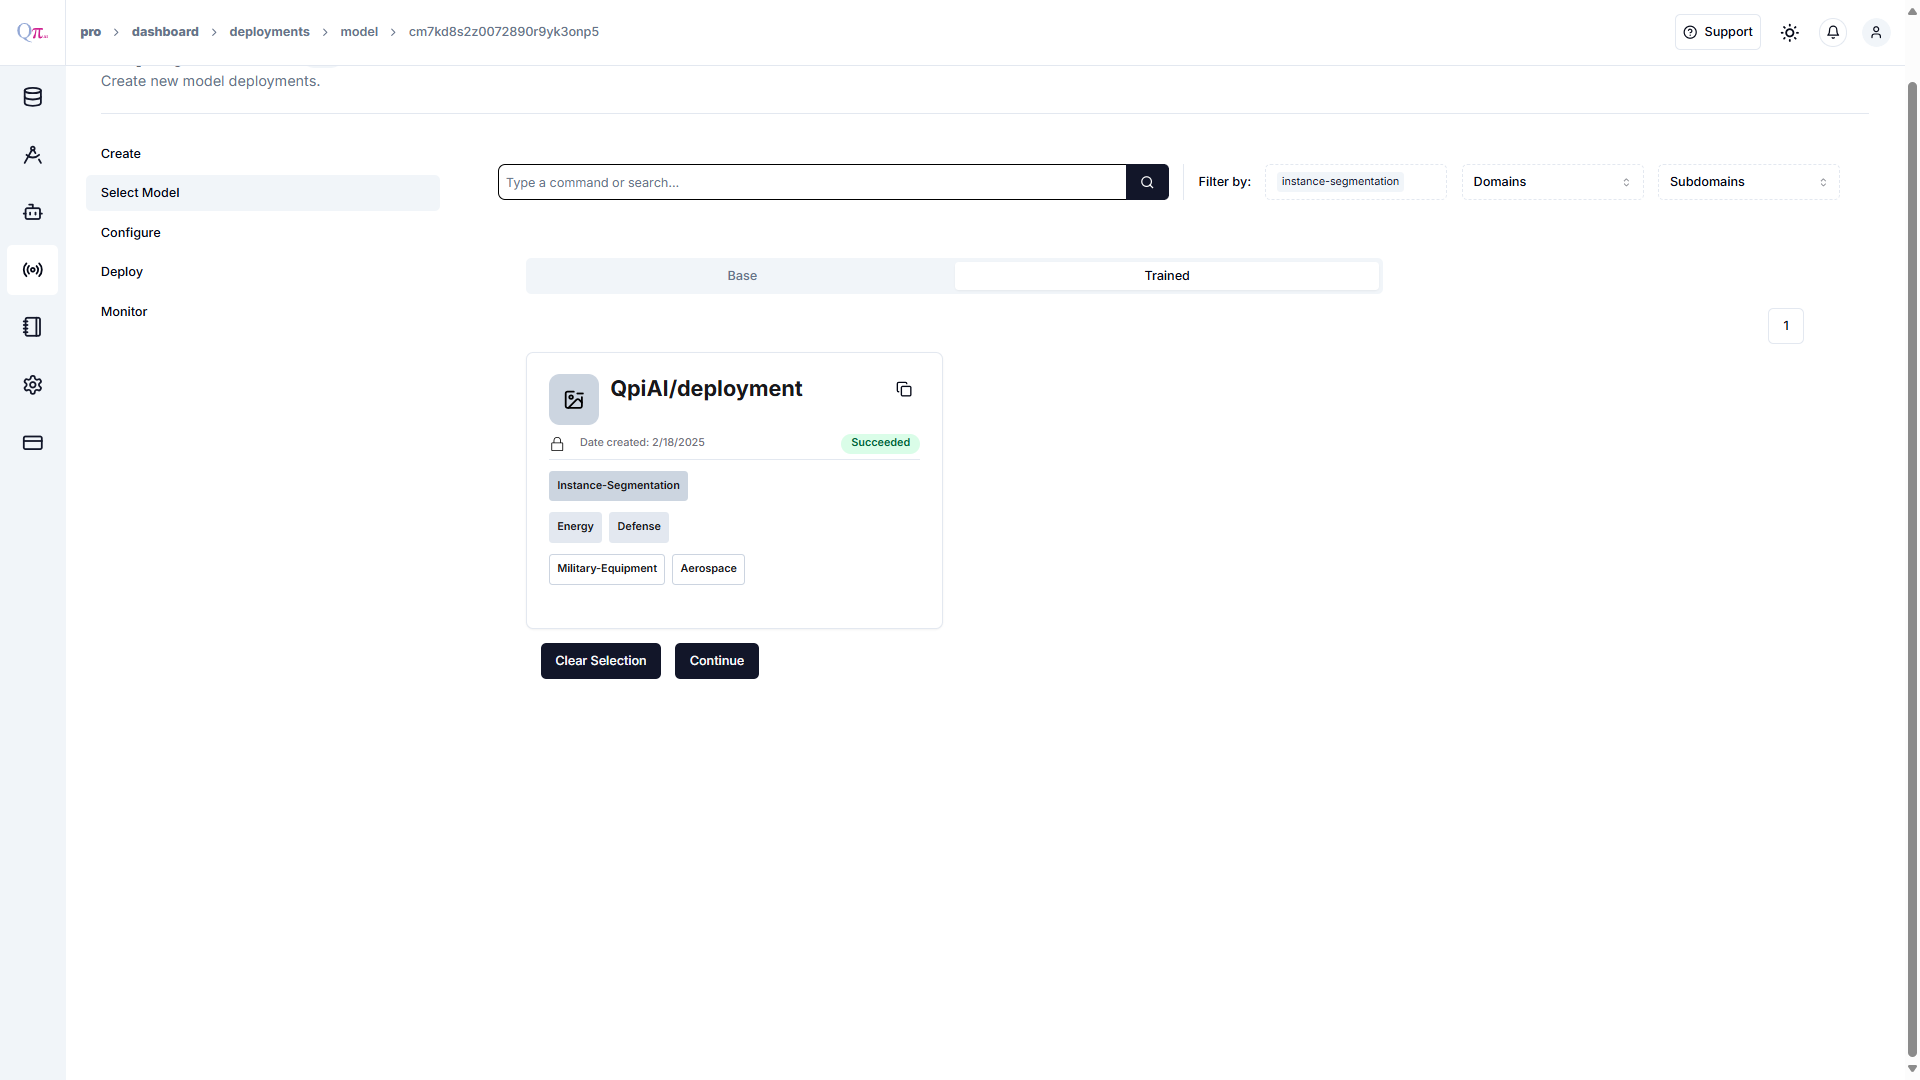 Qπ
pro > dashboard > deployments > model > cm7kd8s2z0072890r9yk3onp5
Support
Create new model deployments.
Create
Select Model
Configure
Deploy
Monitor
Type a command or search...
Filter by:
instance-segmentation
Domains
Subdomains
Base
Trained
1
QpiAI/deployment
Date created: 2/18/2025
Succeeded
Instance-Segmentation
Energy
Defense
Military-Equipment
Aerospace
Clear Selection
Continue